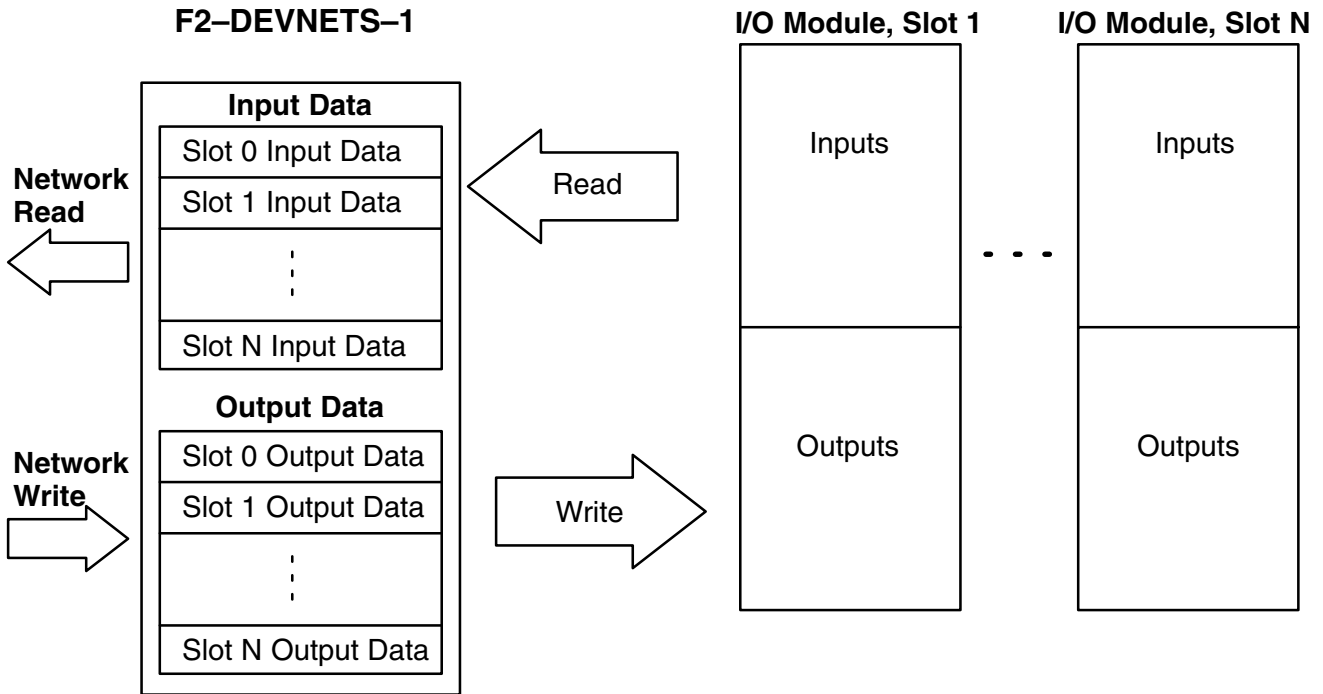 F2–DEVNETS–1
I/O Module, Slot 1
I/O Module, Slot N
Input Data
Slot 0 Input Data
Slot 1 Input Data
Slot N Input Data
Network
Read
Read
Inputs
Inputs
Output Data
Slot 0 Output Data
Slot 1 Output Data
Slot N Output Data
Network
Write
Write
Outputs
Outputs